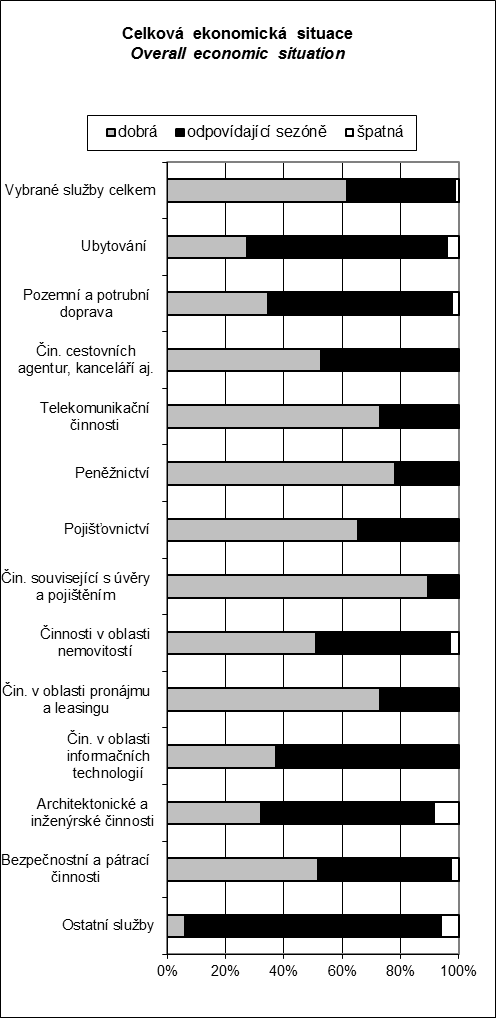 Celková ekonomická situace
Overall economic situation
dobrá odpovídající sezóně špatná
Vybrané služby celkem
Ubytování
Pozemní a potrubní
doprava
Čin. cestovních
agentur, kanceláří aj.
Telekomunikační
činnosti
Peněžnictví
Pojišťovnictví
Čin. související s úvěry
a pojištěním
Činnosti v oblasti
nemovitostí
Čin. v oblasti pronájmu
a leasingu
Čin. v oblasti
informačních
technologií
Architektonické a
inženýrské činnosti
Bezpečnostní a pátrací
činnosti
Ostatní služby
0% 20% 40% 60% 80% 100%